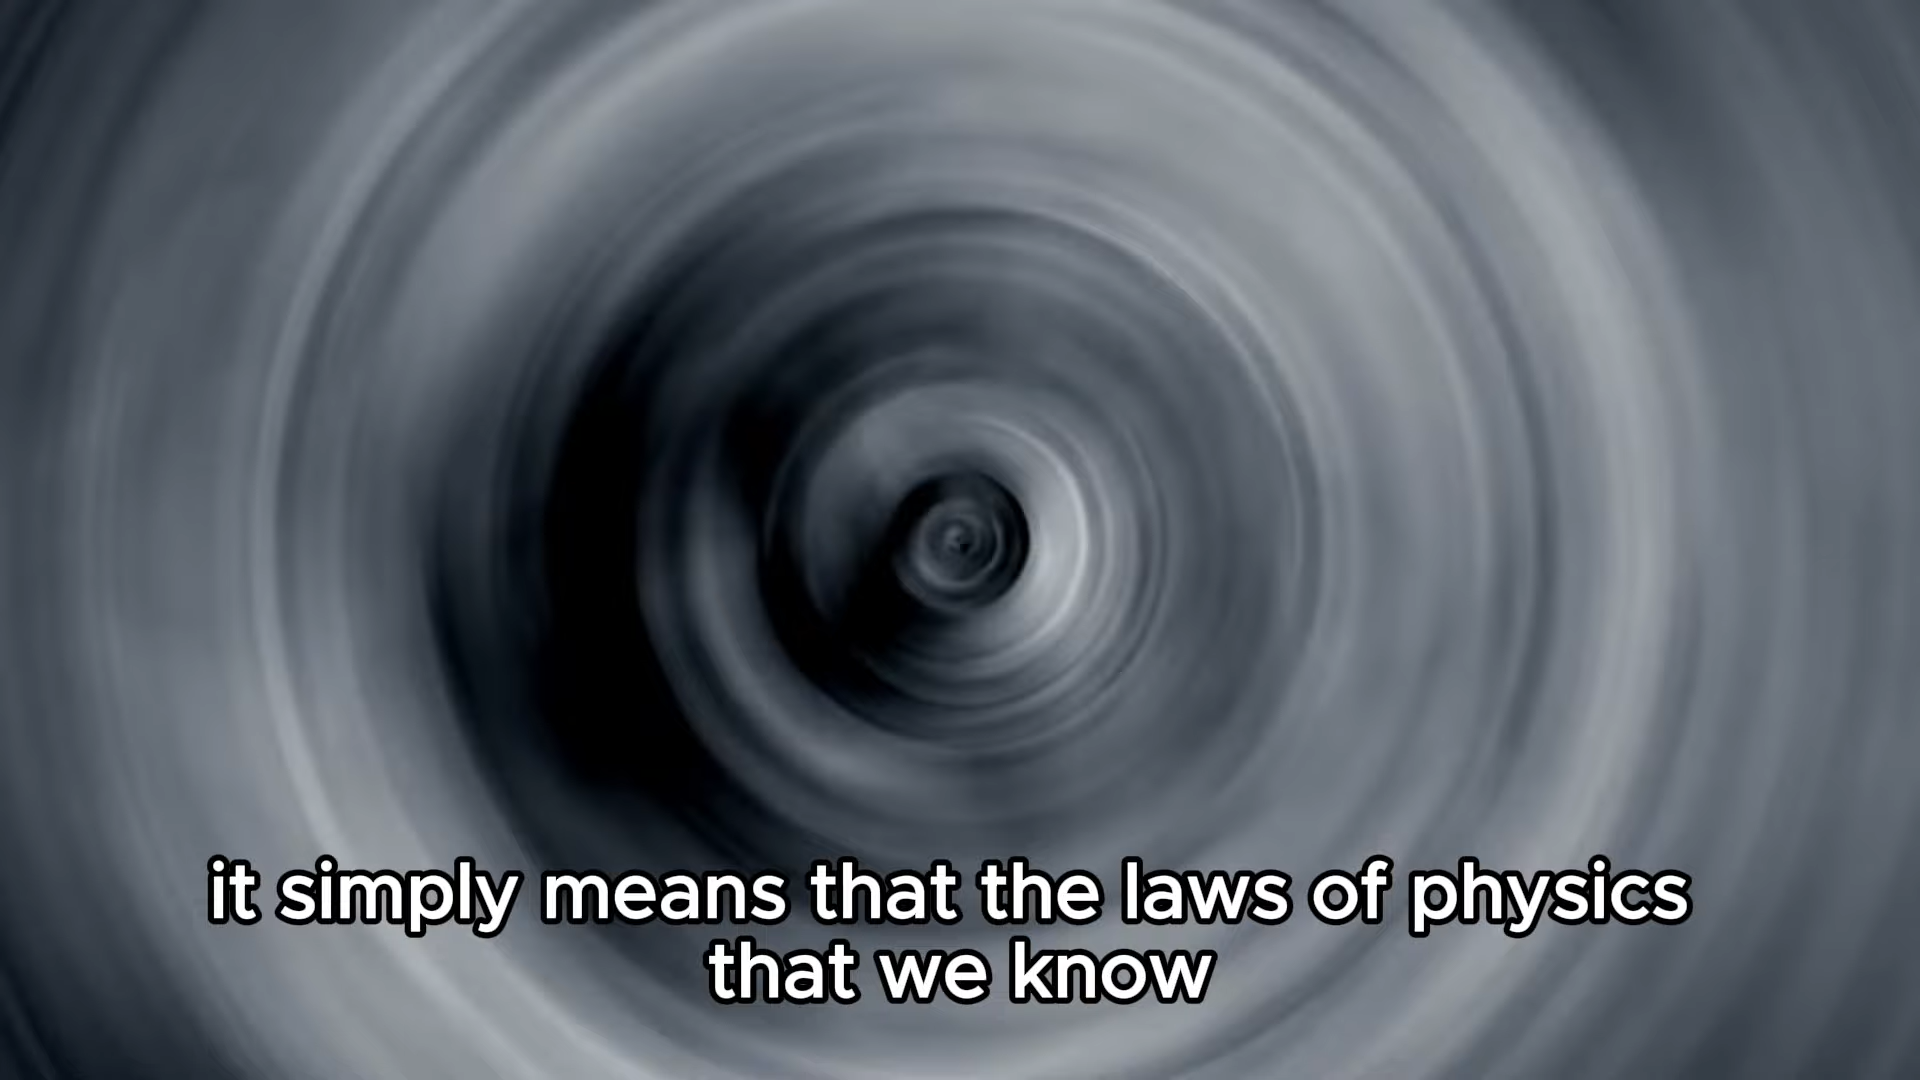 it simply means that the laws of physics
that we know